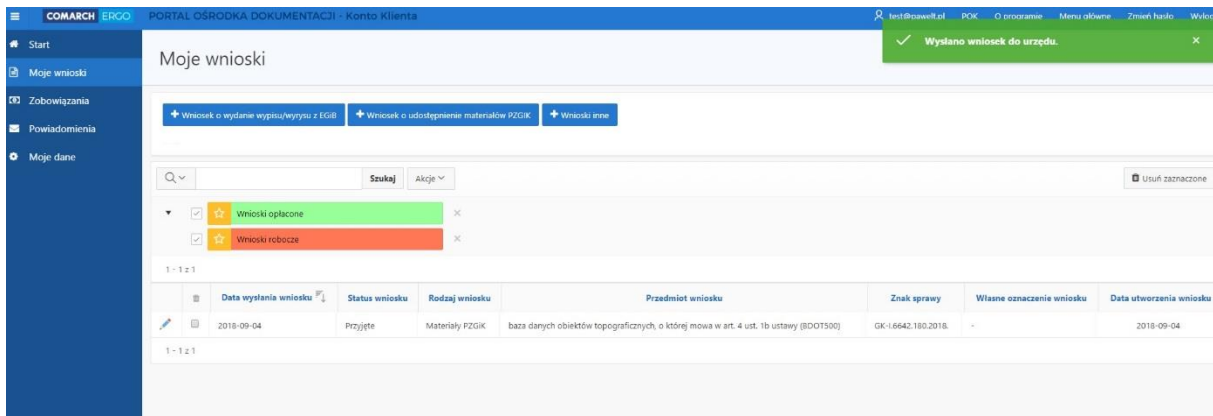 COMARCH ERGO PORTAL OŚRODKA DOKUMENTACJI - Konto Klienta test@pawelt.pl POK O programie Menu główne Zmień hasło Wylog
Wysłano wniosek do urzędu.
Start
Moje wnioski
Moje wnioski
Zobowiązania
Powiadomienia
Moje dane
Wniosek o wydanie wypisu/wyrysu z EGiB Wniosek o udostępnienie materiałów PZGIK Wnioski inne
Szukaj Akcje Usuń zaznaczone
Wnioski opłacone
Wnioski robocze
1 - 1 z 1
Data wysłania wniosku Status wniosku Rodzaj wniosku Przedmiot wniosku Znak sprawy Własne oznaczenie wniosku Data utworzenia wniosku
2018-09-04 Przyjęte Materiały PZGiK baza danych obiektów topograficznych, o której mowa w art. 4 ust. 1b ustawy (BDOT500) GK-I.6642.180.2018. - 2018-09-04
1 - 1 z 1